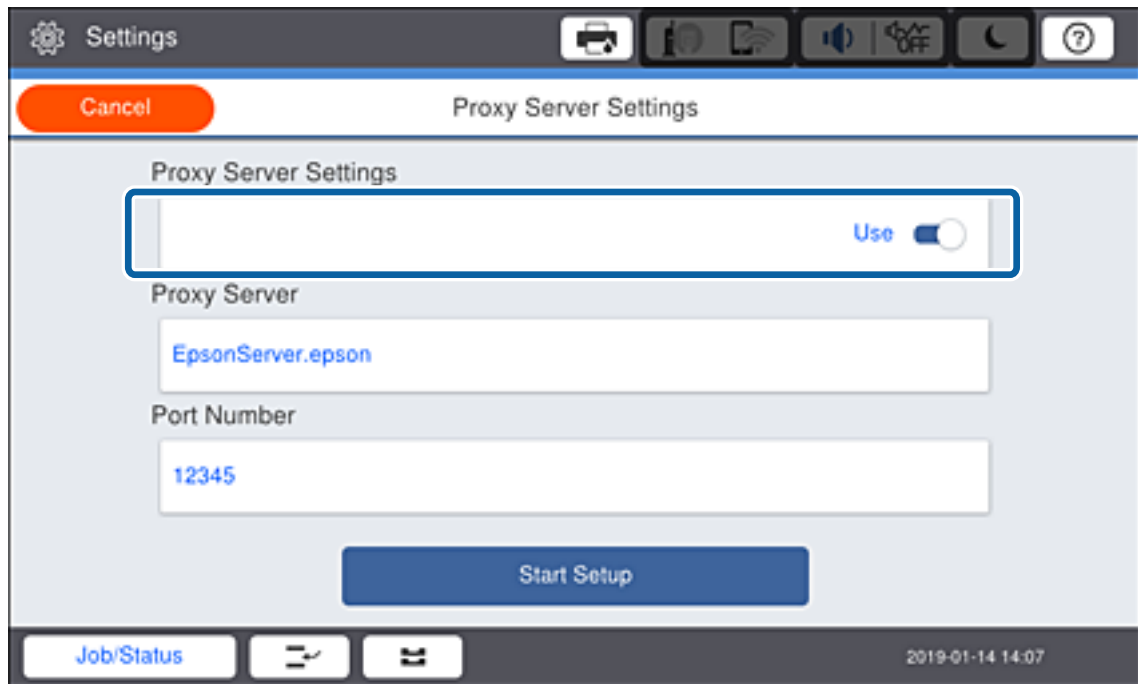 Settings
OFF
Cancel
Proxy Server Settings
Proxy Server Settings
Use
Proxy Server
EpsonServer.epson
Port Number
12345
Start Setup
Job/Status
2019-01-14 14:07